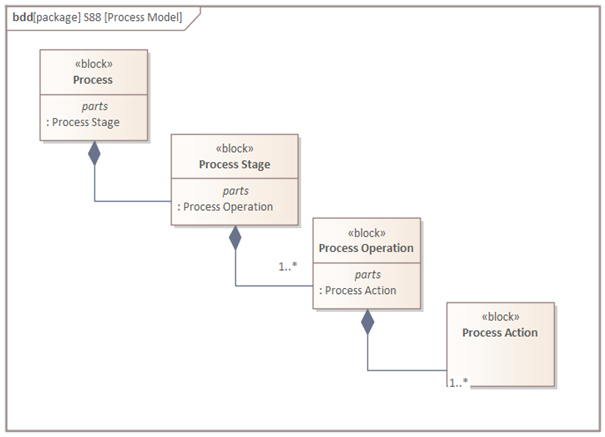 bdd[package] S88 [Process Model]
«block»
Process
parts
: Process Stage
«block»
Process Stage
parts
: Process Operation
1..*
«block»
Process Operation
parts
: Process Action
«block»
Process Action
1..*